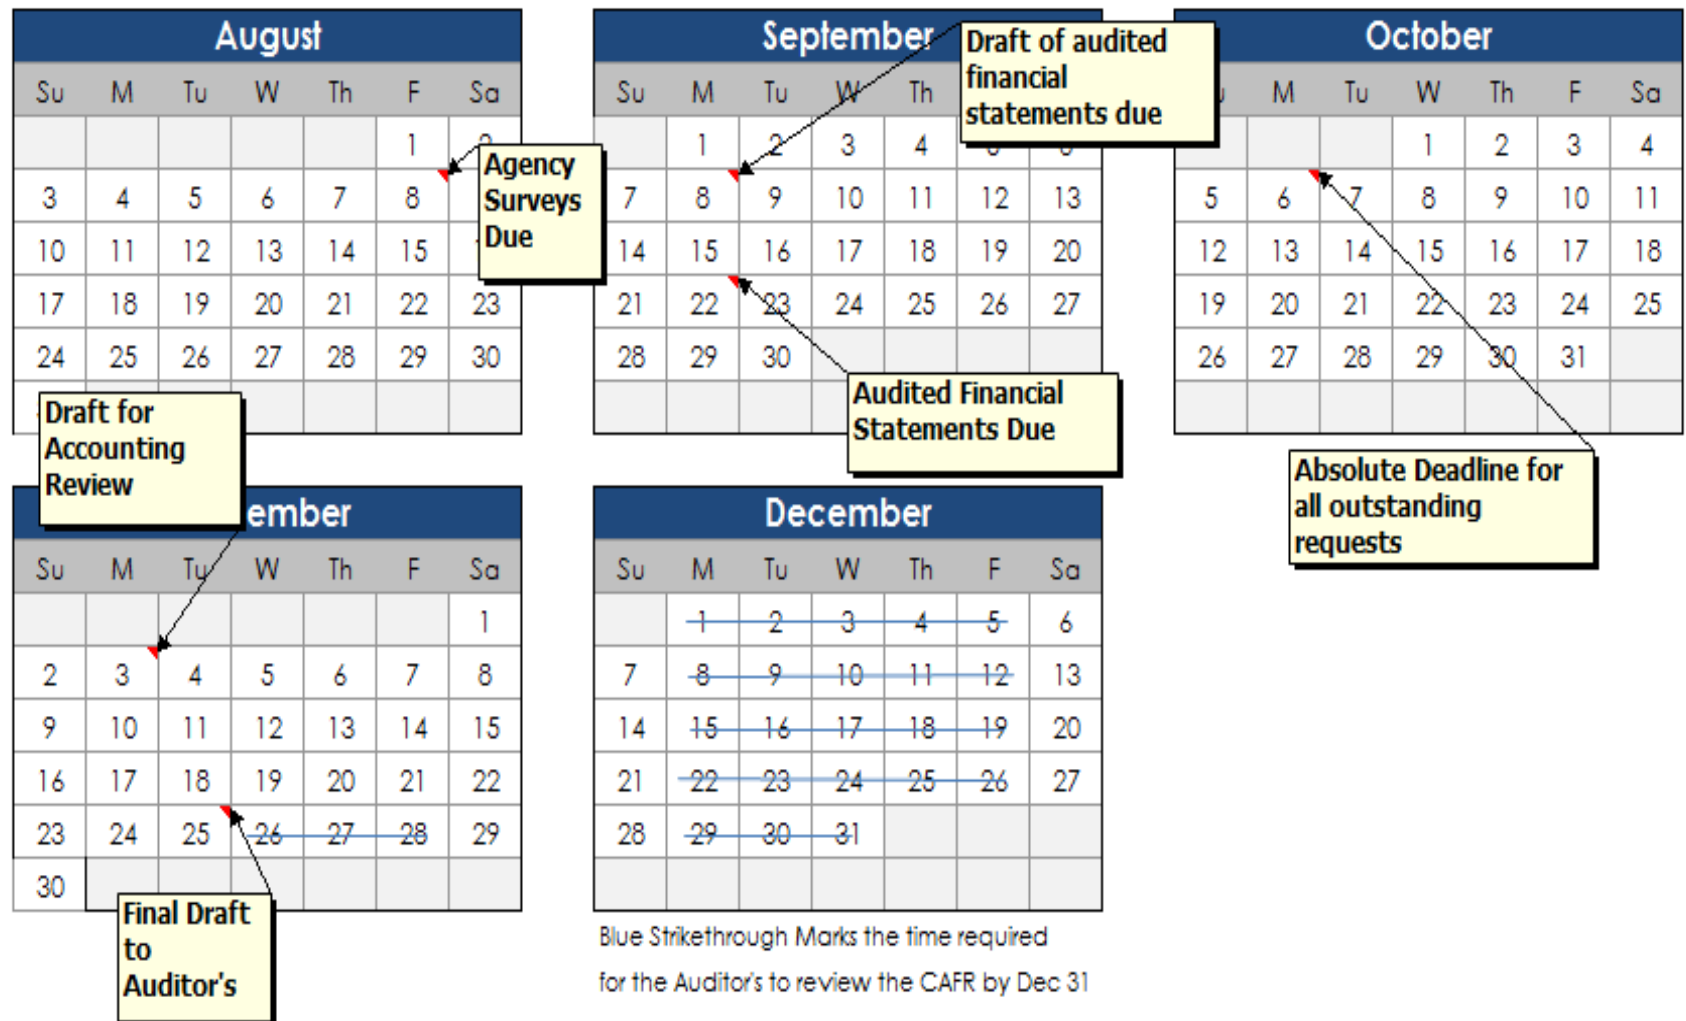 August
Su M Tu W Th F Sa
1
3 4 5 6 7 8
10 11 12 13 14 15
17 18 19 20 21 22 23
24 25 26 27 28 29 30
Agency
Surveys
Due
September
Su M Tu W Th
1 2 3 4
7 8 9 10 11 12 13
14 15 16 17 18 19 20
21 22 23 24 25 26 27
28 29 30
Draft of audited
financial
statements due
Audited Financial
Statements Due
October
M Tu W Th F Sa
1 2 3 4
5 6 7 8 9 10 11
12 13 14 15 16 17 18
19 20 21 22 23 24 25
26 27 28 29 30 31
Absolute Deadline for
all outstanding
requests
Draft for
Accounting
Review
ember
Su M Tu W Th F Sa
1
2 3 4 5 6 7 8
9 10 11 12 13 14 15
16 17 18 19 20 21 22
23 24 25 26 27 28 29
30
Final Draft
to
Auditor's
December
Su M Tu W Th F Sa
1 2 3 4 5 6
7 8 9 10 11 12 13
14 15 16 17 18 19 20
21 22 23 24 25 26 27
28 29 30 31
Blue Strikethrough Marks the time required
for the Auditor's to review the CAFR by Dec 31